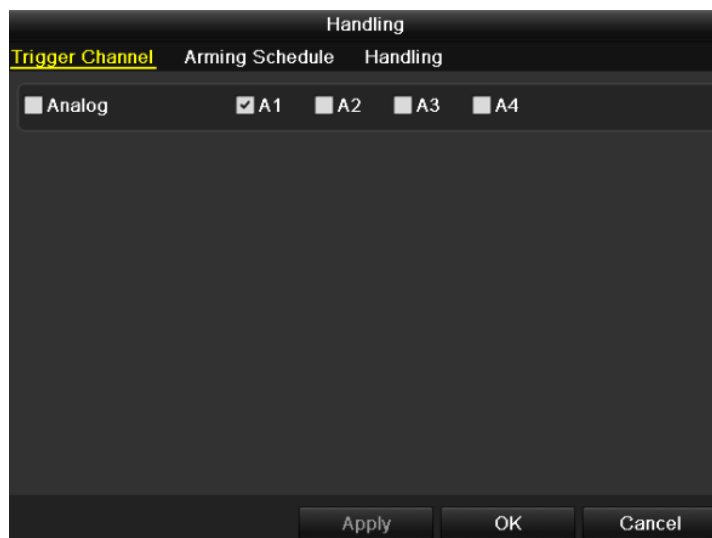 Handling
Trigger Channel Arming Schedule Handling
Analog A1 A2 A3 A4
Apply OK Cancel